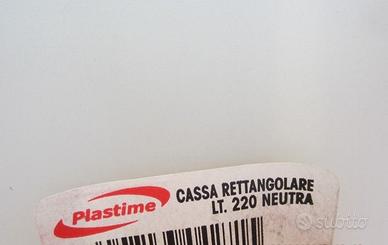 Plastime
CASSA RETTANGOLARE
LT. 220 NEUTRA
subito